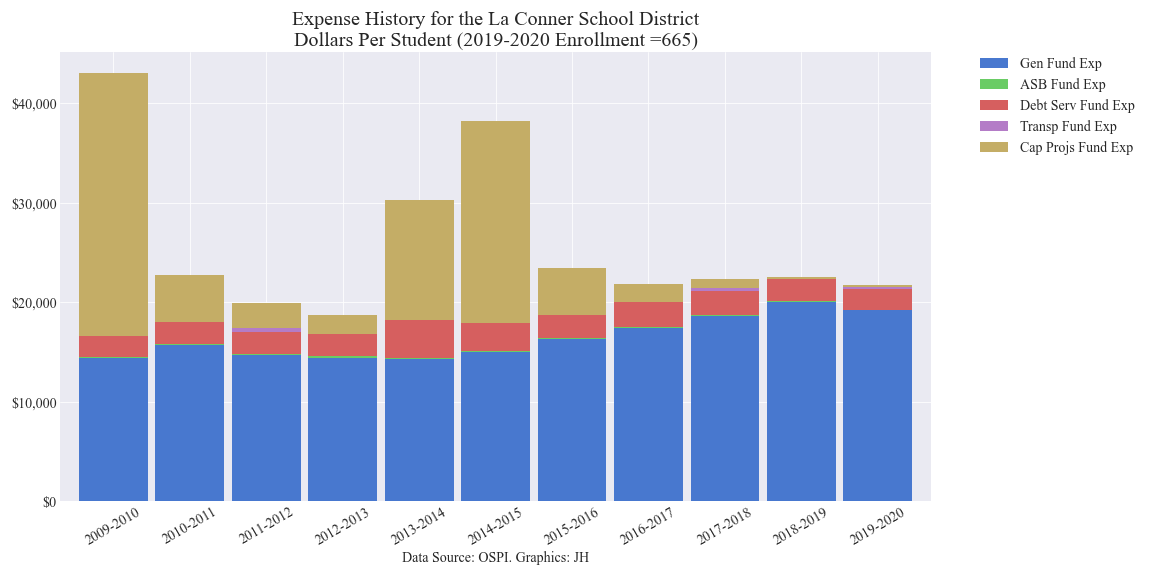 Expense History for the La Conner School District
Dollars Per Student (2019-2020 Enrollment =665)
Gen Fund Exp
ASB Fund Exp
Debt Serv Fund Exp
Transp Fund Exp
Cap Projs Fund Exp
$40,000
$30,000
$20,000
$10,000
$0
2009-2010
2010-2011
2011-2012
2012-2013
2013-2014
2014-2015
2015-2016
2016-2017
2017-2018
2018-2019
2019-2020
Data Source: OSPI. Graphics: JH